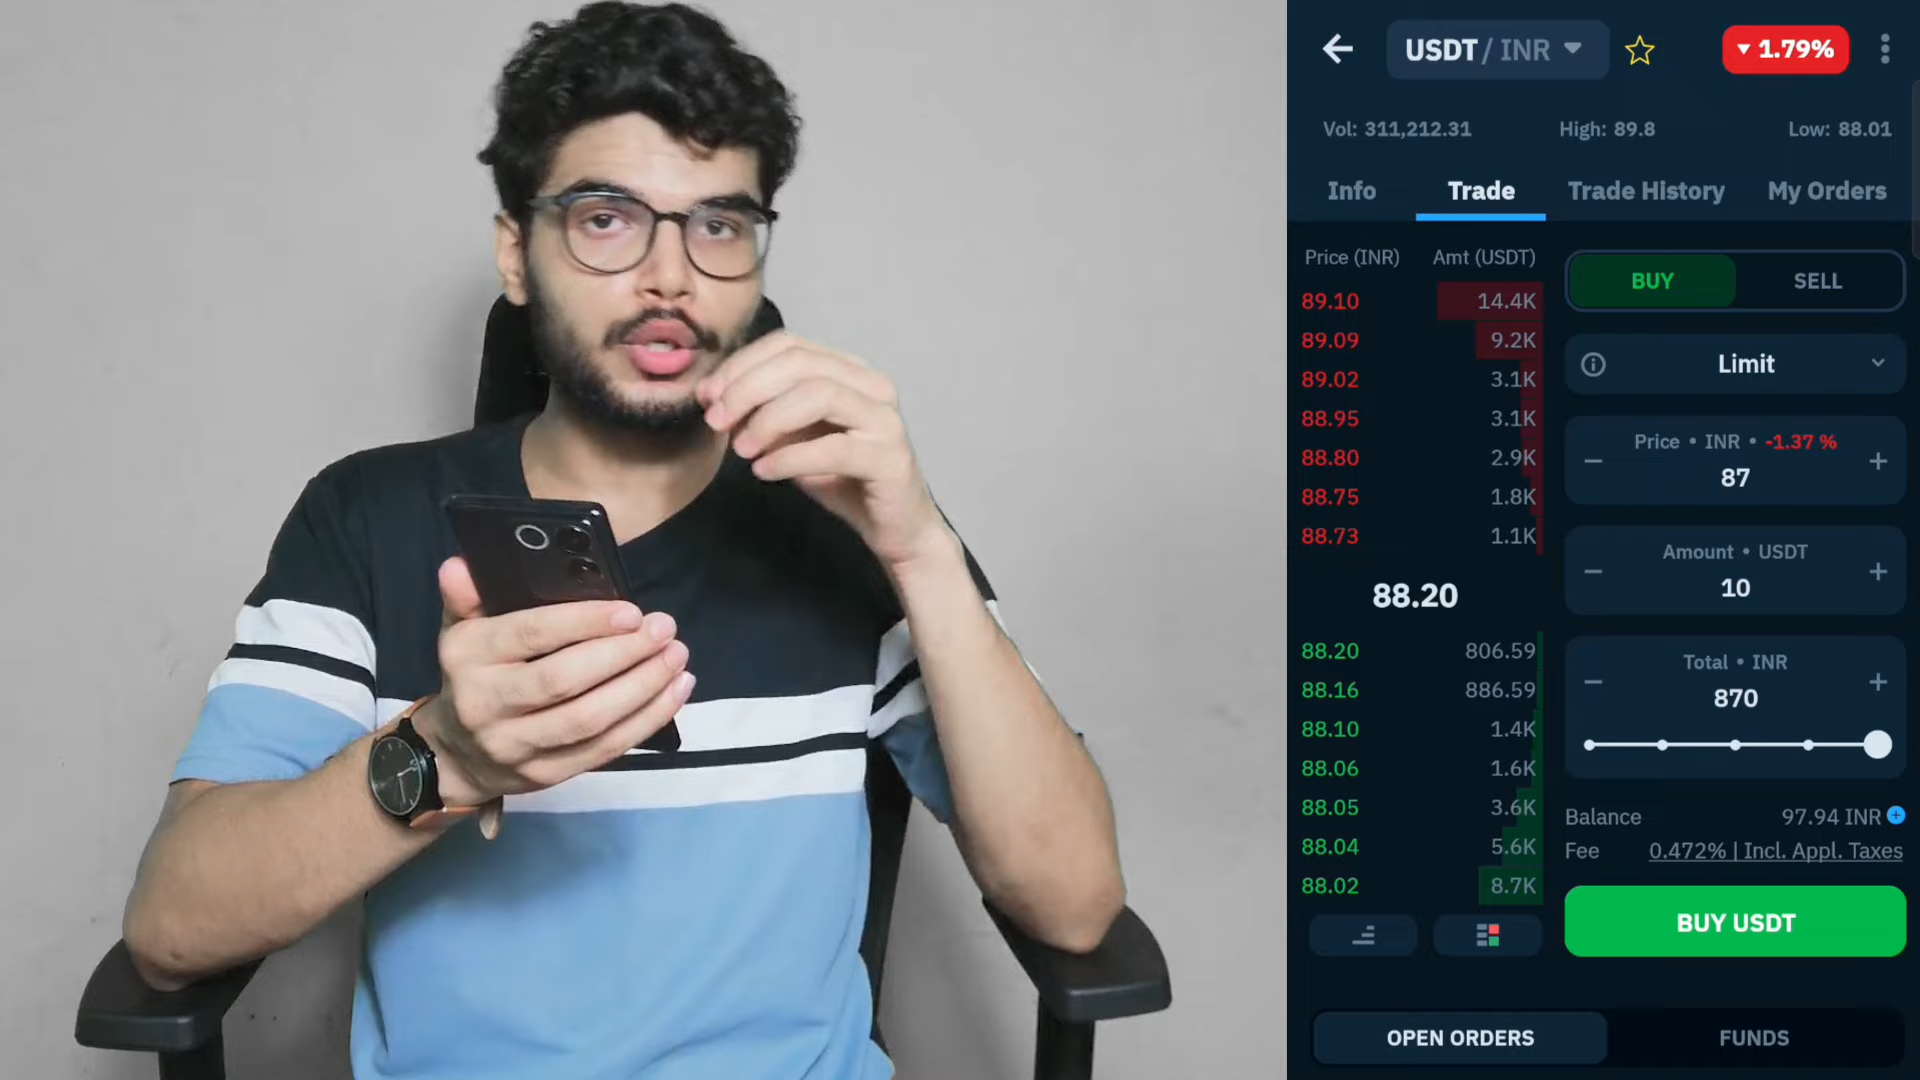 USDT / INR
1.79%
Vol: 311,212.31 High: 89.8 Low: 88.01
Info Trade Trade History My Orders
Price (INR) Amt (USDT)
89.10 14.4K
89.09 9.2K
89.02 3.1K
88.95 3.1K
88.80 2.9K
88.75 1.8K
88.73 1.1K
88.20
88.20 806.59
88.16 886.59
88.10 1.4K
88.06 1.6K
88.05 3.6K
88.04 5.6K
88.02 8.7K
BUY SELL
Limit
Price • INR • -1.37 %
87
Amount • USDT
10
Total • INR
870
Balance 97.94 INR
Fee 0.472% | Incl. Appl. Taxes
BUY USDT
OPEN ORDERS FUNDS